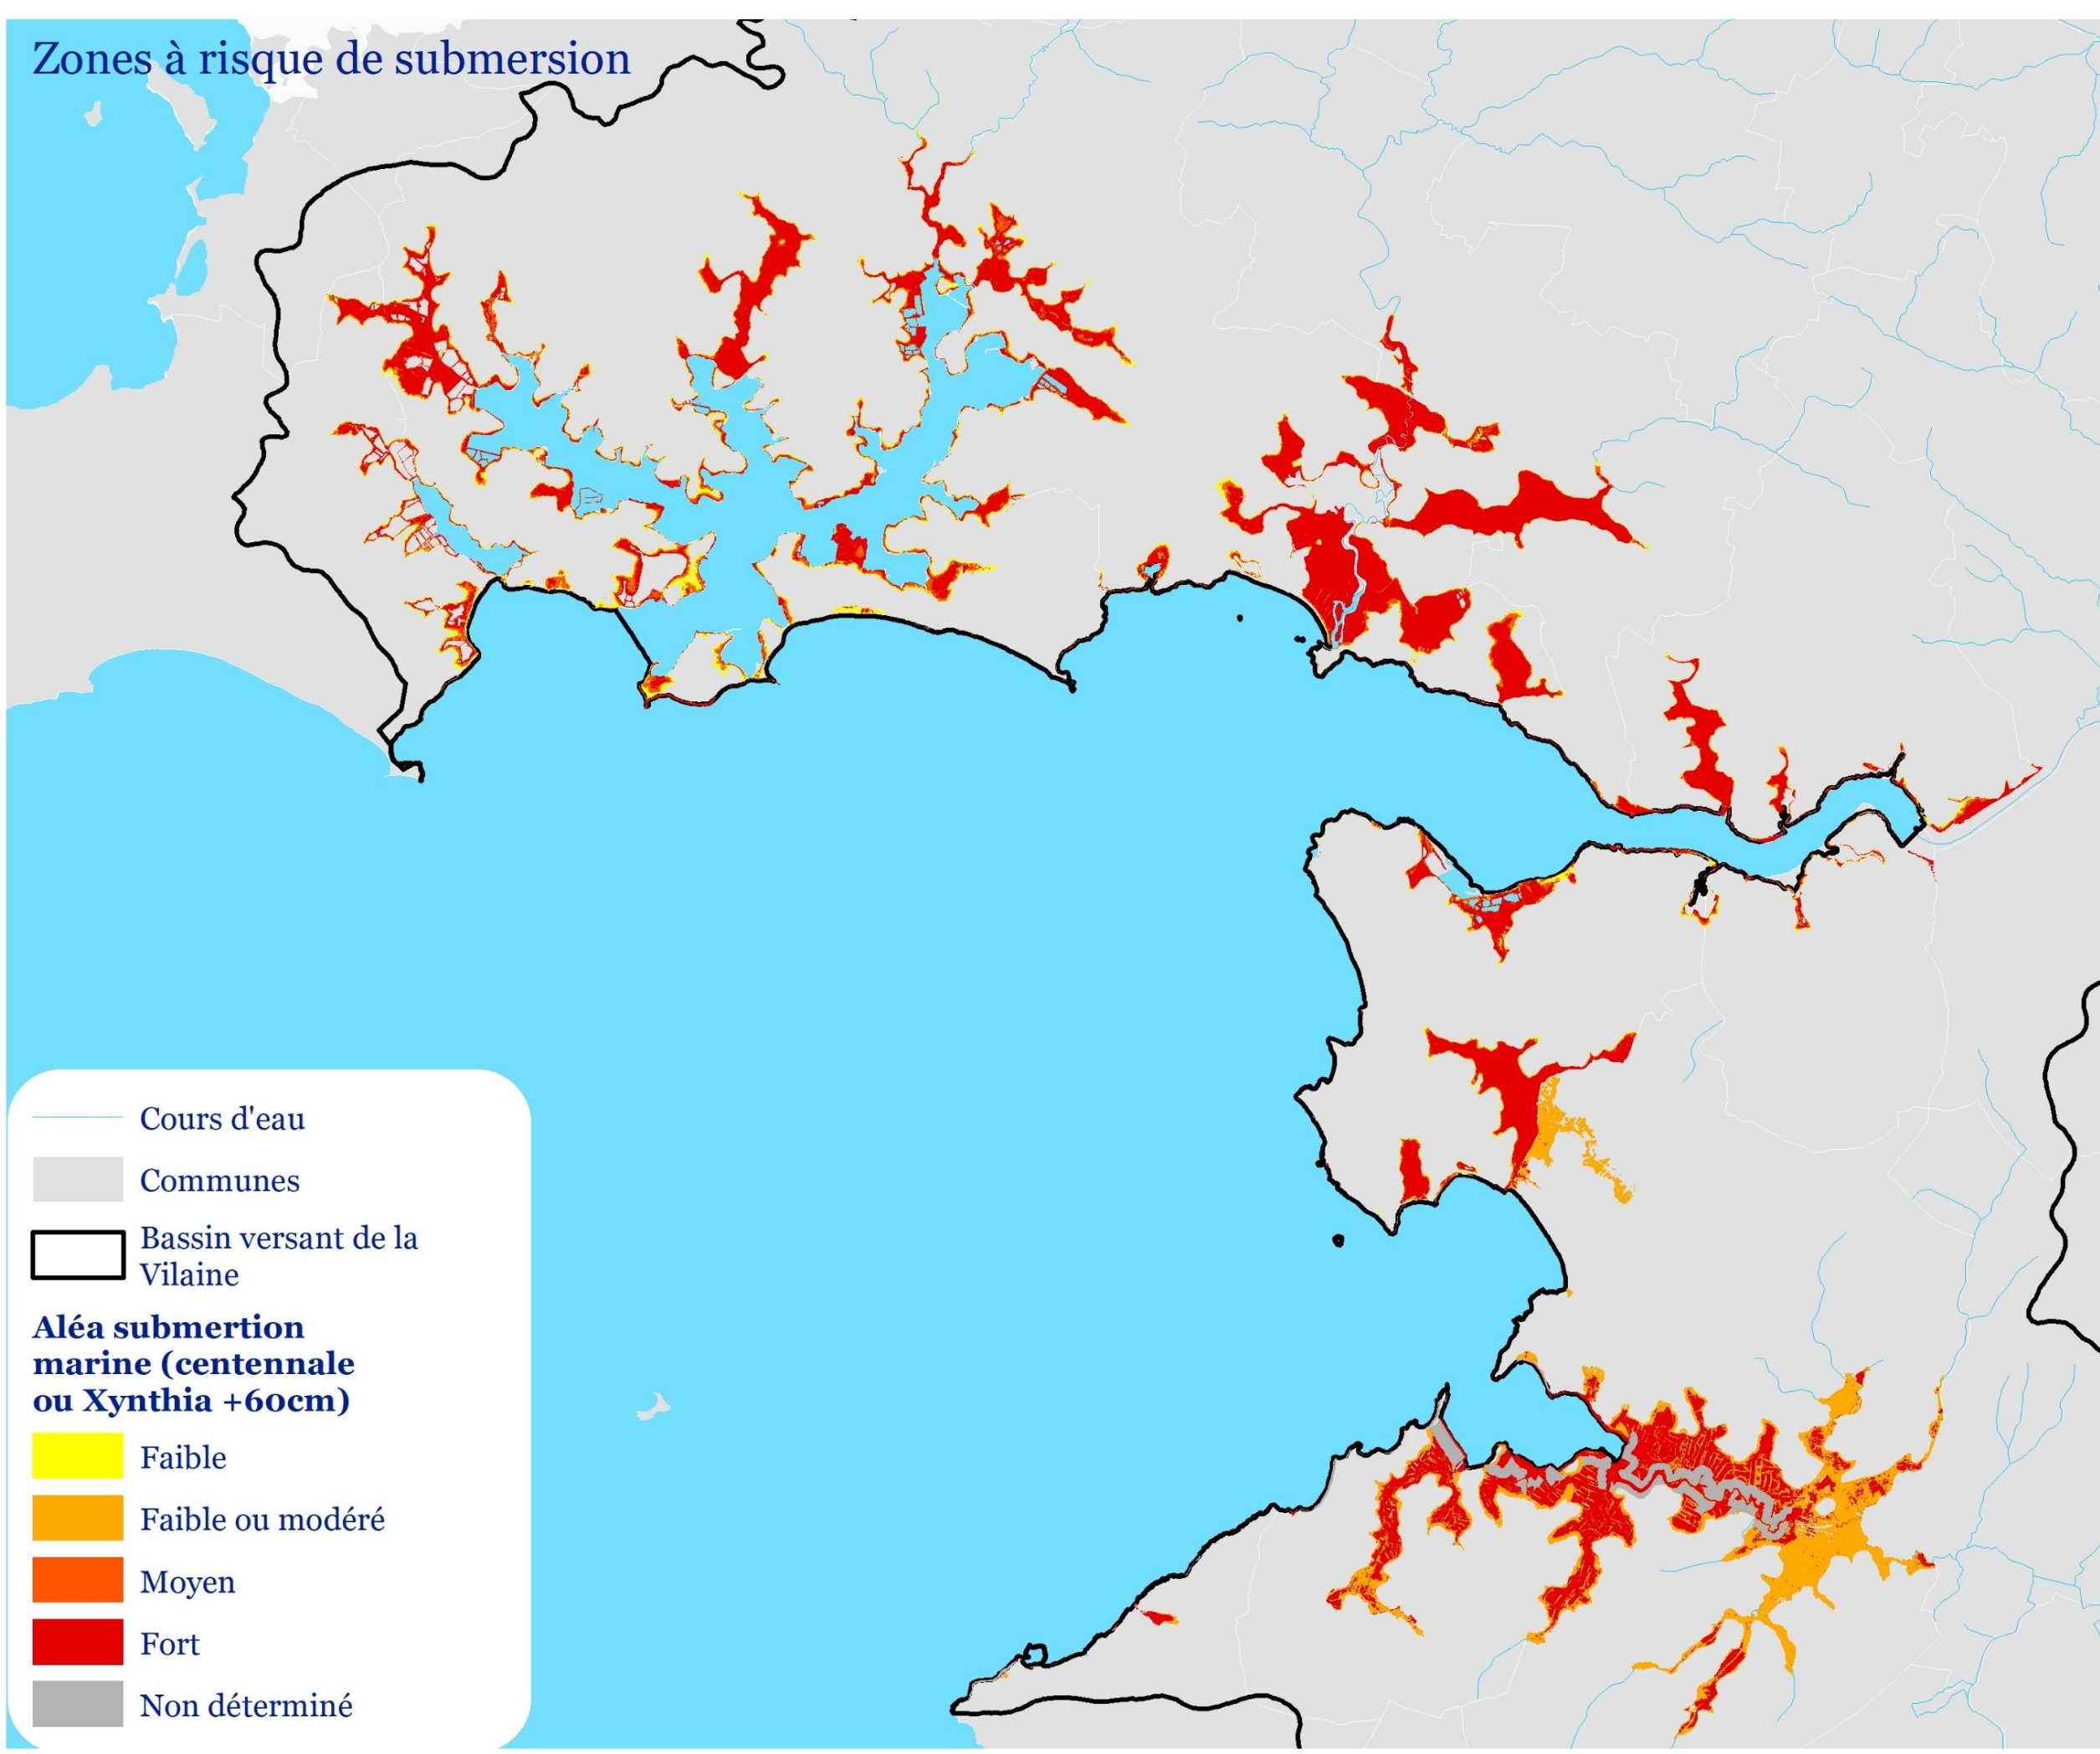 Zones à risque de submersion
Cours d'eau
Communes
Bassin versant de la
Vilaine
Aléa submertion
marine (centennale
ou Xynthia +60cm)
Faible
Faible ou modéré
Moyen
Fort
Non déterminé